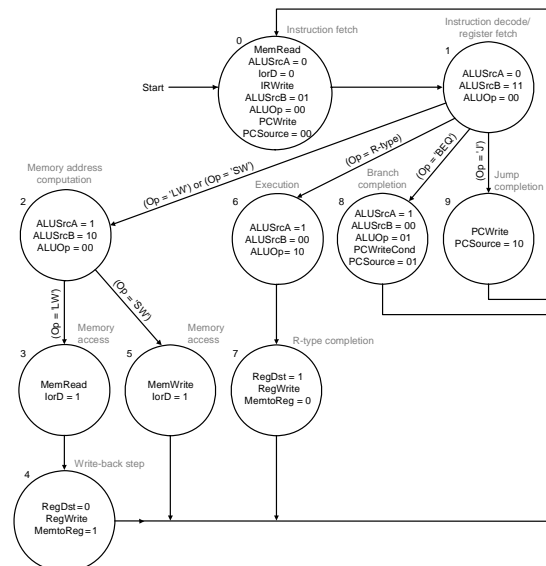 Instruction fetch
0
MemRead
ALUSrcA = 0
IorD = 0
IRWrite
ALUSrcB = 01
ALUOp = 00
PCWrite
PCSource = 00
Start
Instruction decode/
register fetch
1
ALUSrcA = 0
ALUSrcB = 11
ALUOp = 00
(Op = 'LW') or (Op = 'SW')
(Op = R-type)
(Op = 'BEQ')
(Op = 'J')
Memory address
computation
2
ALUSrcA = 1
ALUSrcB = 10
ALUOp = 00
Execution
6
ALUSrcA = 1
ALUSrcB = 00
ALUOp = 10
Branch
completion
8
ALUSrcA = 1
ALUSrcB = 00
ALUOp = 01
PCWriteCond
PCSource = 01
Jump
completion
9
PCWrite
PCSource = 10
(Op = 'LW')
(Op = 'SW')
Memory
access
3
MemRead
IorD = 1
Memory
access
5
MemWrite
IorD = 1
R-type completion
7
RegDst = 1
RegWrite
MemtoReg = 0
Write-back step
4
RegDst = 0
RegWrite
MemtoReg = 1